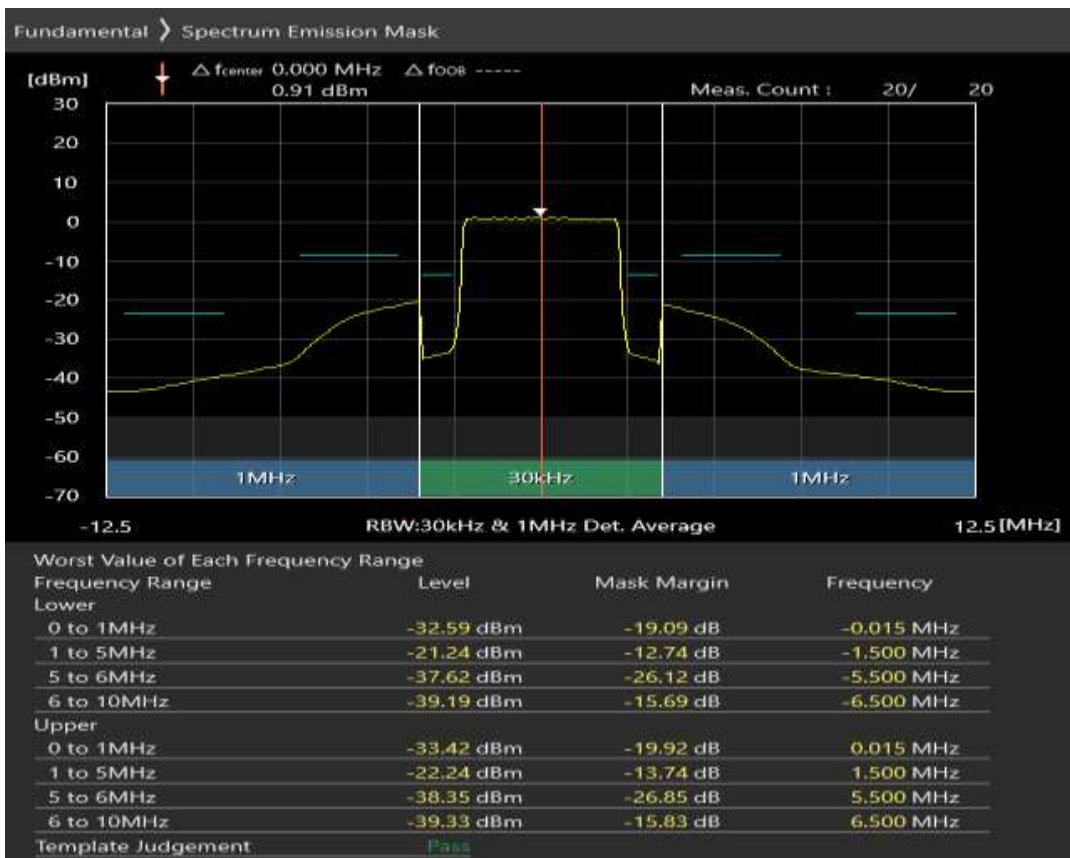 Fundamental ❯ Spectrum Emission Mask
[dBm] △ fcenter 0.000 MHz △ fOOB -----
0.91 dBm Meas. Count : 20/ 20
30
20
10
0
-10
-20
-30
-40
-50
-60
-70
1MHz 30kHz 1MHz
-12.5 RBW:30kHz & 1MHz Det. Average 12.5 [MHz]
Worst Value of Each Frequency Range
Frequency Range Level Mask Margin Frequency
Lower
0 to 1MHz -32.59 dBm -19.09 dB -0.015 MHz
1 to 5MHz -21.24 dBm -12.74 dB -1.500 MHz
5 to 6MHz -37.62 dBm -26.12 dB -5.500 MHz
6 to 10MHz -39.19 dBm -15.69 dB -6.500 MHz
Upper
0 to 1MHz -33.42 dBm -19.92 dB 0.015 MHz
1 to 5MHz -22.24 dBm -13.74 dB 1.500 MHz
5 to 6MHz -38.35 dBm -26.85 dB 5.500 MHz
6 to 10MHz -39.33 dBm -15.83 dB 6.500 MHz
Template Judgement Pass